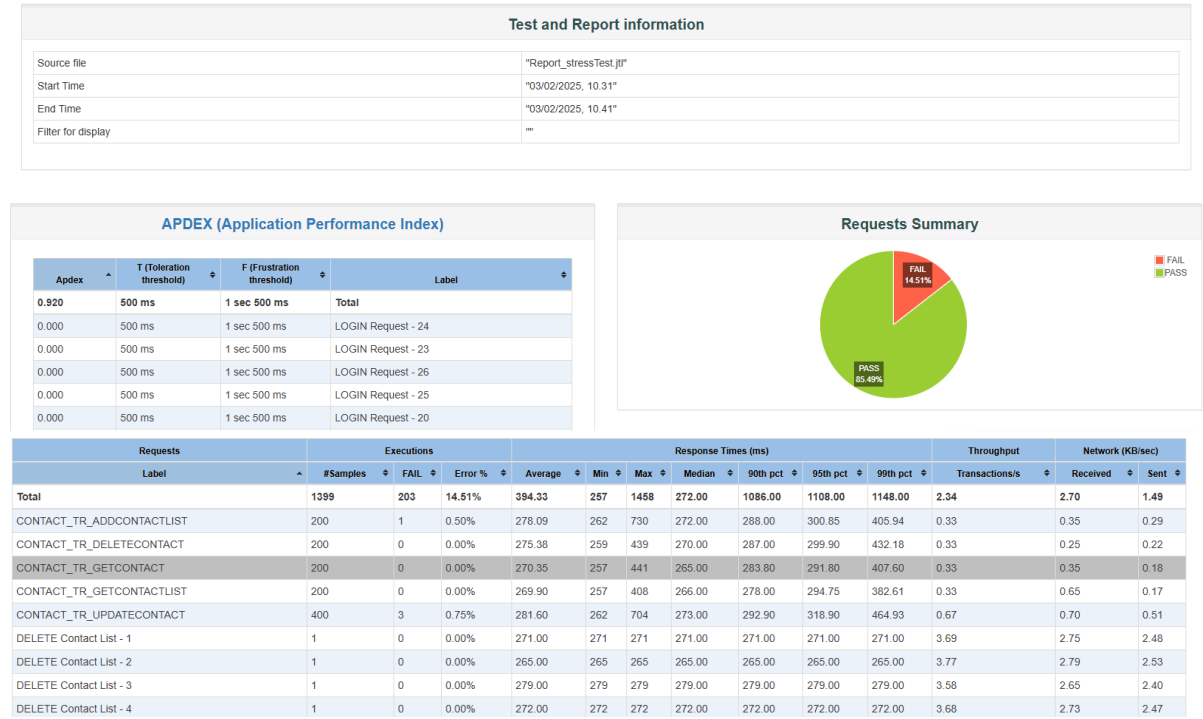 Test and Report information
Source file "Report_stressTest.jtl"
Start Time "03/02/2025, 10.31"
End Time "03/02/2025, 10.41"
Filter for display ""
APDEX (Application Performance Index)
Apdex T (Toleration threshold) F (Frustration threshold) Label
0.920 500 ms 1 sec 500 ms Total
0.000 500 ms 1 sec 500 ms LOGIN Request - 24
0.000 500 ms 1 sec 500 ms LOGIN Request - 23
0.000 500 ms 1 sec 500 ms LOGIN Request - 26
0.000 500 ms 1 sec 500 ms LOGIN Request - 25
0.000 500 ms 1 sec 500 ms LOGIN Request - 20
Requests Summary
FAIL
14.51%
PASS
85.49%
FAIL
PASS
Requests Executions Response Times (ms) Throughput Network (KB/sec)
Label #Samples FAIL Error % Average Min Max Median 90th pct 95th pct 99th pct Transactions/s Received Sent
Total 1399 203 14.51% 394.33 257 1458 272.00 1086.00 1108.00 1148.00 2.34 2.70 1.49
CONTACT_TR_ADDCONTACTLIST 200 1 0.50% 278.09 262 730 272.00 288.00 300.85 405.94 0.33 0.35 0.29
CONTACT_TR_DELETECONTACT 200 0 0.00% 275.38 259 439 270.00 287.00 299.90 432.18 0.33 0.25 0.22
CONTACT_TR_GETCONTACT 200 0 0.00% 270.35 257 441 265.00 283.80 291.80 407.60 0.33 0.35 0.18
CONTACT_TR_GETCONTACTLIST 200 0 0.00% 269.90 257 408 266.00 278.00 294.75 382.61 0.33 0.65 0.17
CONTACT_TR_UPDATECONTACT 400 3 0.75% 281.60 262 704 273.00 292.90 318.90 464.93 0.67 0.70 0.51
DELETE Contact List - 1 1 0 0.00% 271.00 271 271 271.00 271.00 271.00 271.00 3.69 2.75 2.48
DELETE Contact List - 2 1 0 0.00% 265.00 265 265 265.00 265.00 265.00 265.00 3.77 2.79 2.53
DELETE Contact List - 3 1 0 0.00% 279.00 279 279 279.00 279.00 279.00 279.00 3.58 2.65 2.40
DELETE Contact List - 4 1 0 0.00% 272.00 272 272 272.00 272.00 272.00 272.00 3.68 2.73 2.47